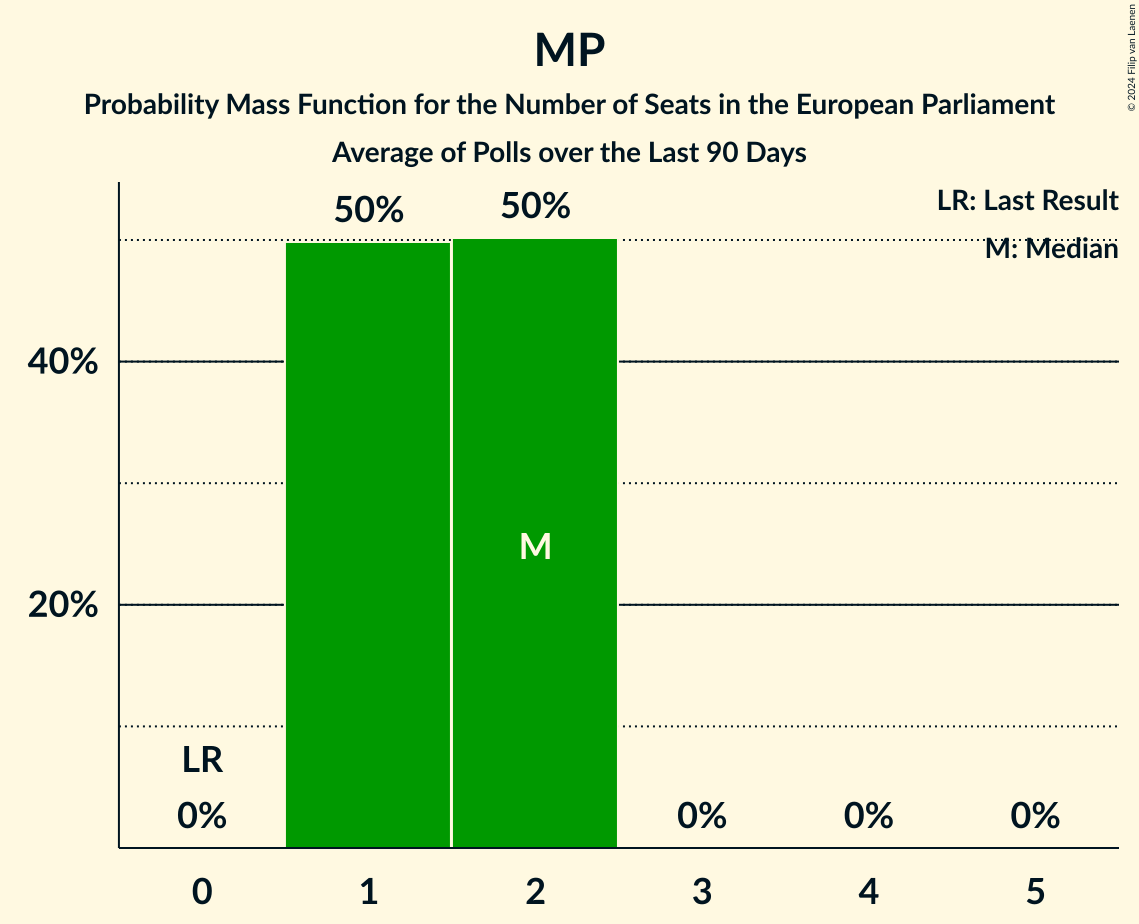 MP
Probability Mass Function for the Number of Seats in the European Parliament
Average of Polls over the Last 90 Days
© 2024 Filip van Laenen
LR: Last Result
M: Median
50%
50%
40%
20%
M
LR
0%
0%
0%
0%
0
1
2
3
4
5